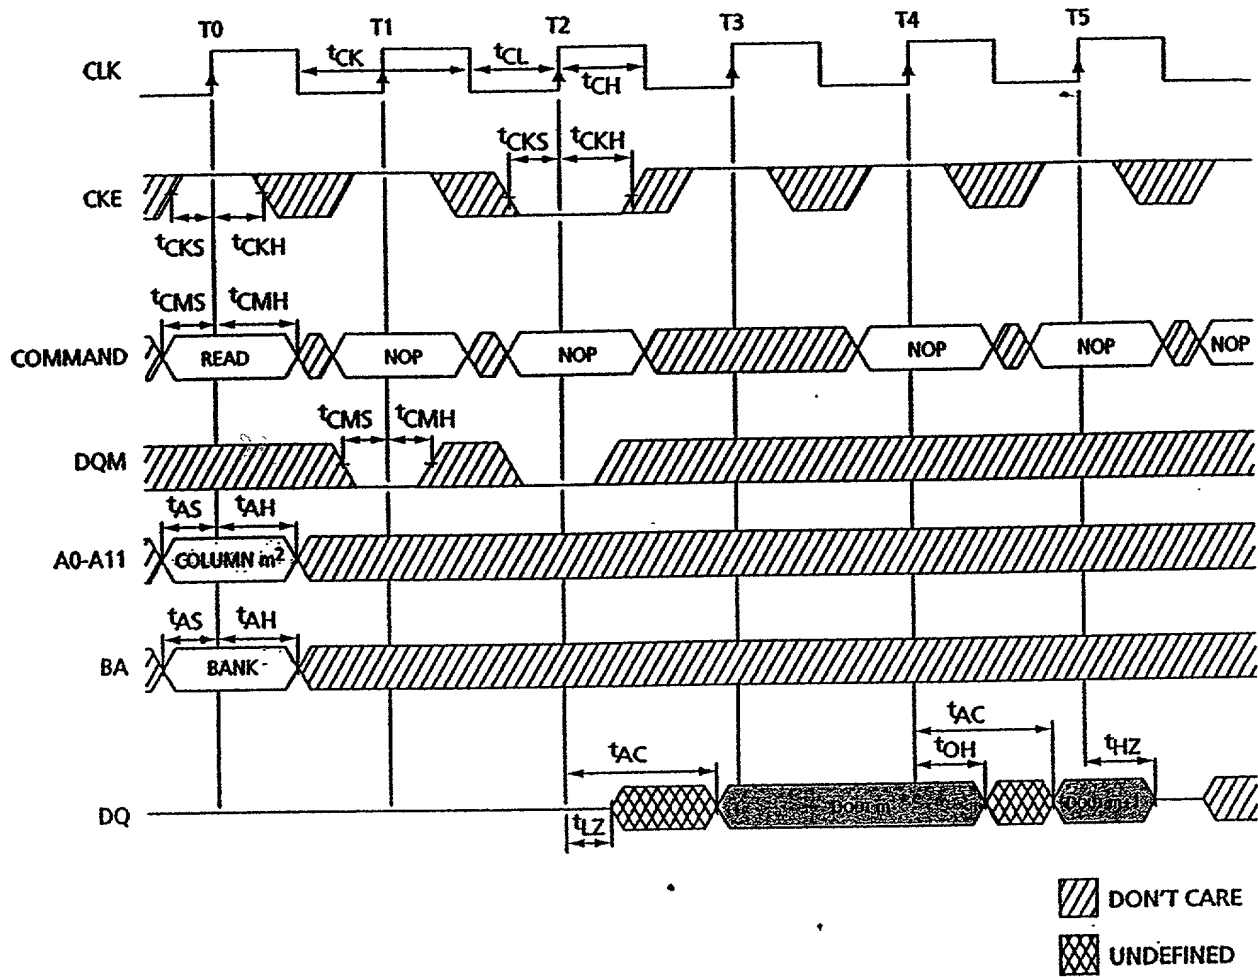 T0 T1 T2 T3 T4 T5
CLK tCK tCL tCH
tCKS tCKH
CKE
tCKS tCKH
tCMS tCMH
COMMAND READ NOP NOP NOP NOP NOP
tCMS tCMH
DQM
tAS tAH
A0-A11 COLUMN m2
tAS tAH
BA BANK
tAC tAC tOH tHZ
DQ
tLZ
DON'T CARE
UNDEFINED